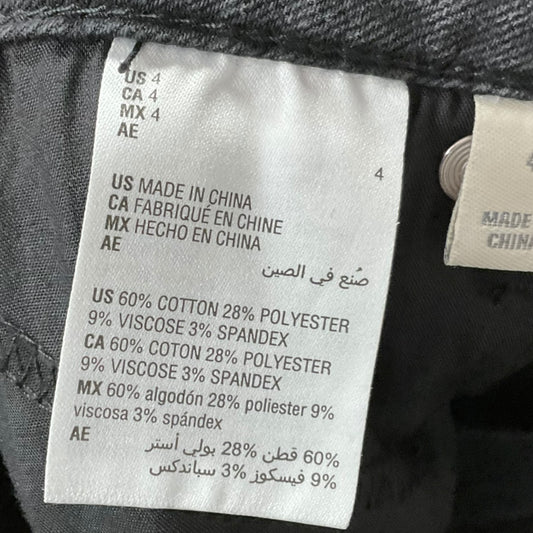 US 4
CA 4
MX 4
AE
4
US MADE IN CHINA
CA FABRIQUÉ EN CHINE
MX HECHO EN CHINA
AE
صُنع في الصين
US 60% COTTON 28% POLYESTER
9% VISCOSE 3% SPANDEX
CA 60% COTON 28% POLYESTER
9% VISCOSE 3% SPANDEX
MX 60% algodón 28% poliester 9%
viscosa 3% spándex
AE
60% قطن 28% بولي أستر
9% فيسكوز 3% سباندكس
MADE
CHINA